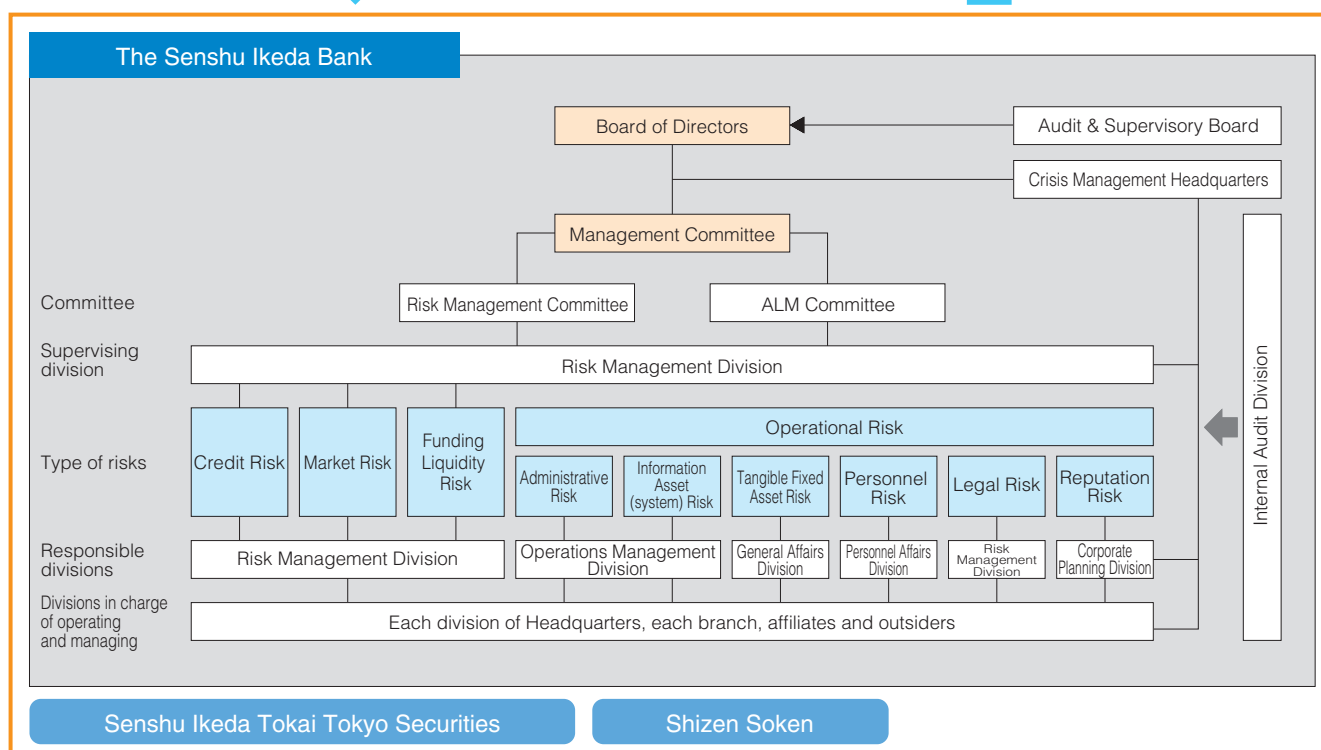 The Senshu Ikeda Bank
Board of Directors
Audit & Supervisory Board
Crisis Management Headquarters
Management Committee
Committee
Risk Management Committee
ALM Committee
Supervising
division
Risk Management Division
Internal Audit Division
Type of risks
Credit Risk
Market Risk
Funding
Liquidity
Risk
Operational Risk
Administrative
Risk
Information
Asset
(system) Risk
Tangible Fixed
Asset Risk
Personnel
Risk
Legal Risk
Reputation
Risk
Responsible
divisions
Risk Management Division
Operations Management
Division
General Affairs
Division
Personnel Affairs
Division
Risk
Management
Division
Corporate
Planning Division
Divisions in charge
of operating
and managing
Each division of Headquarters, each branch, affiliates and outsiders
Senshu Ikeda Tokai Tokyo Securities
Shizen Soken